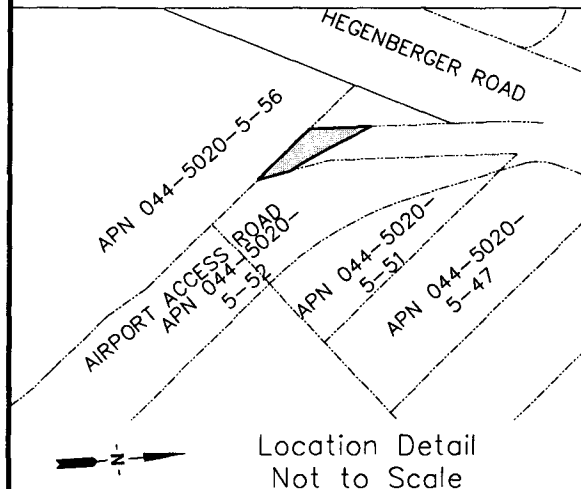 HEGENBERGER ROAD
APN 044-5020-5-56
AIRPORT ACCESS ROAD
APN 044-5020-
5-52
APN 044-5020-
5-51
APN 044-5020-
5-47
N
Location Detail
Not to Scale